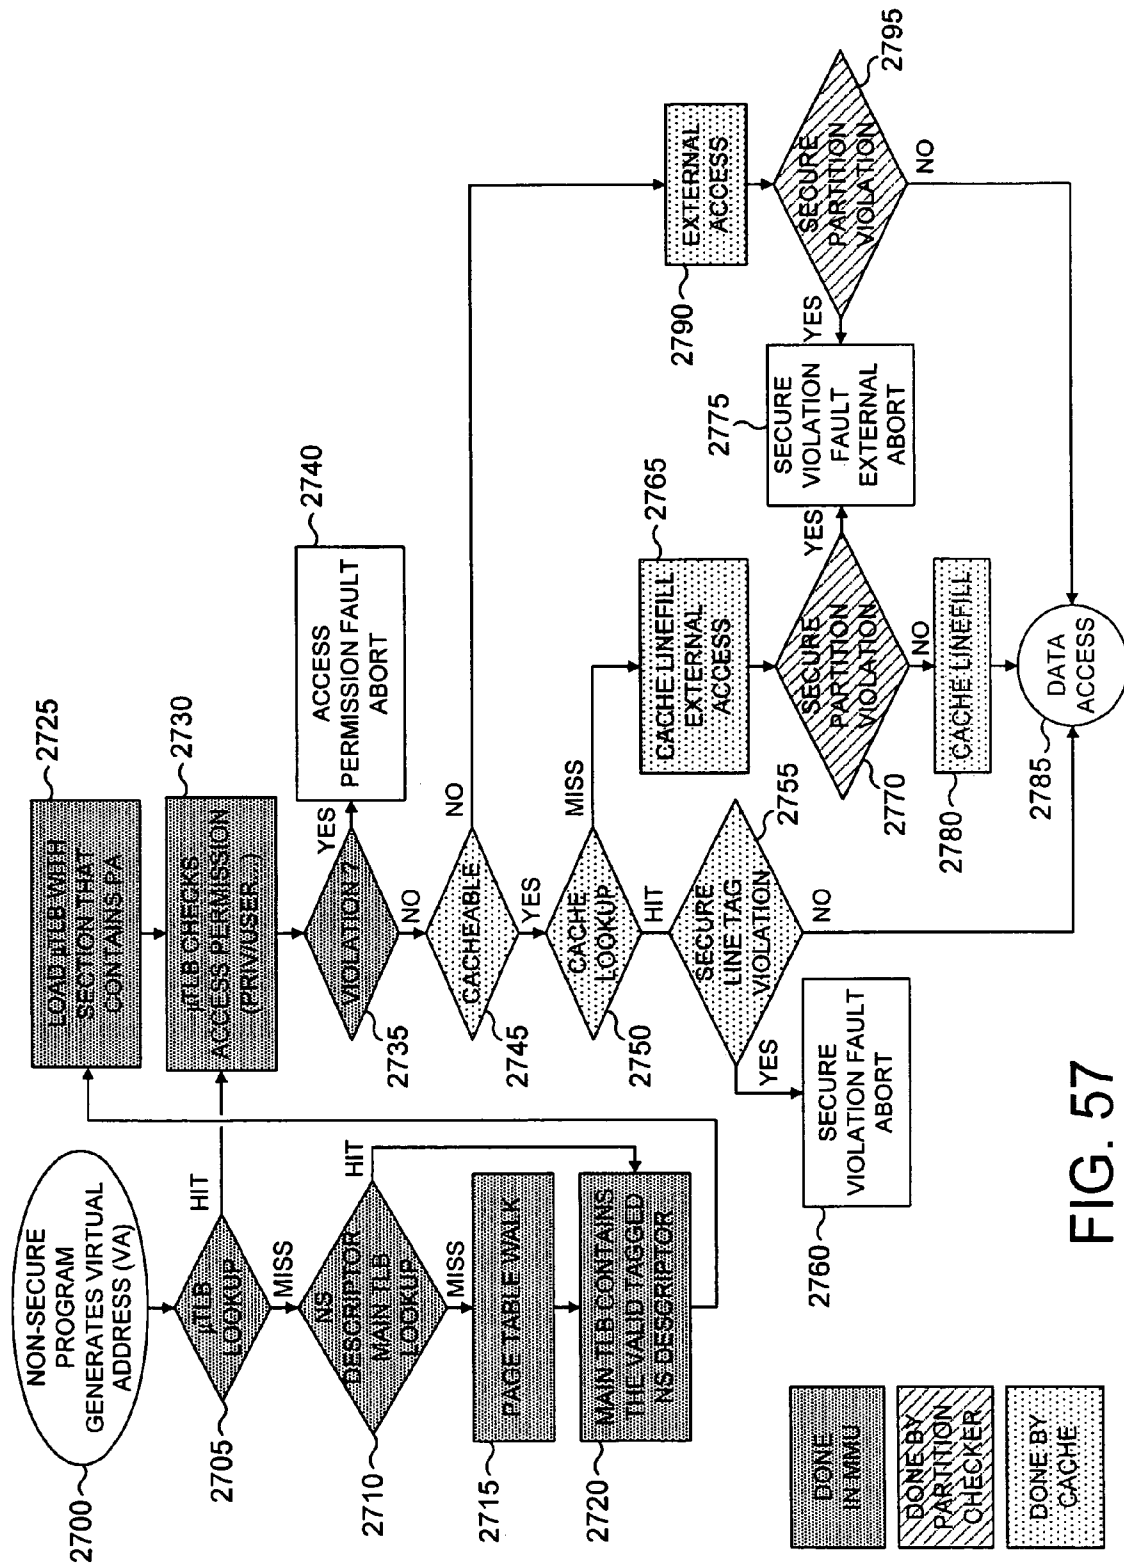 2700
NON-SECURE
PROGRAM
GENERATES VIRTUAL
ADDRESS (VA)
2705
µTLB
LOOKUP
HIT
MISS
2710
NS
DESCRIPTOR
MAIN TLB
LOOKUP
HIT
MISS
2715
PAGE TABLE WALK
2720
MAIN TLB CONTAINS
THE VALID TAGGED
NS DESCRIPTOR
2725
LOAD µTLB WITH
SECTION THAT
CONTAINS PA
2730
µTLB CHECKS
ACCESS PERMISSION
(PRIV/USER...)
2735
VIOLATION ?
YES
NO
2740
ACCESS
PERMISSION FAULT
ABORT
2745
CACHEABLE
NO
YES
2750
CACHE
LOOKUP
MISS
HIT
2755
SECURE
LINE TAG
VIOLATION
YES
NO
2760
SECURE
VIOLATION FAULT
ABORT
2765
CACHE LINEFILL
EXTERNAL
ACCESS
2770
SECURE
PARTITION
VIOLATION
YES
NO
2775
SECURE
VIOLATION
FAULT
EXTERNAL
ABORT
2780
CACHE LINEFILL
2785
DATA
ACCESS
2790
EXTERNAL
ACCESS
2795
SECURE
PARTITION
VIOLATION
YES
NO
DONE
IN MMU
DONE BY
PARTITION
CHECKER
DONE BY
CACHE
FIG. 57